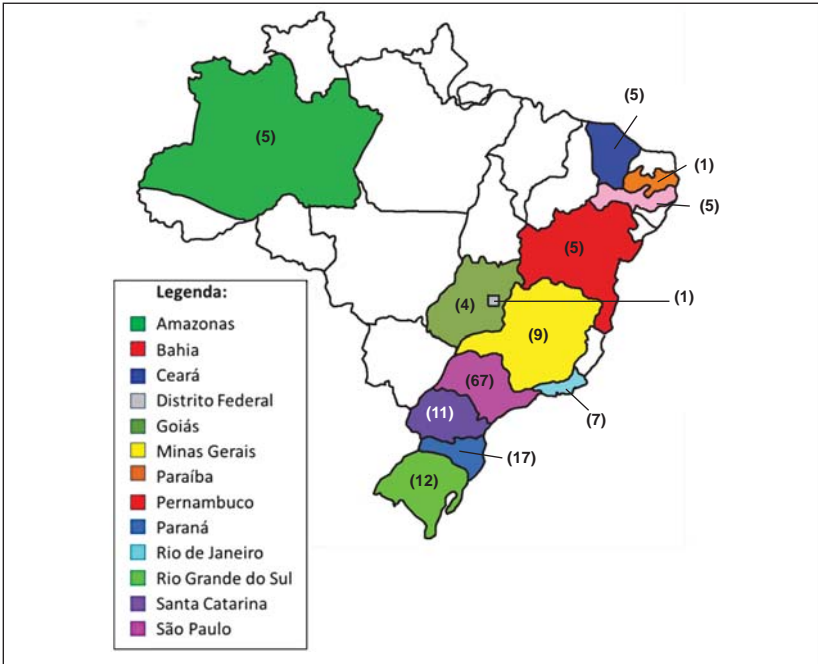 (5)
(5)
(1)
(5)
(5)
(1)
(4)
(9)
(67)
(7)
(11)
(17)
(12)
Legenda:
Amazonas
Bahia
Ceará
Distrito Federal
Goiás
Minas Gerais
Paraíba
Pernambuco
Paraná
Rio de Janeiro
Rio Grande do Sul
Santa Catarina
São Paulo